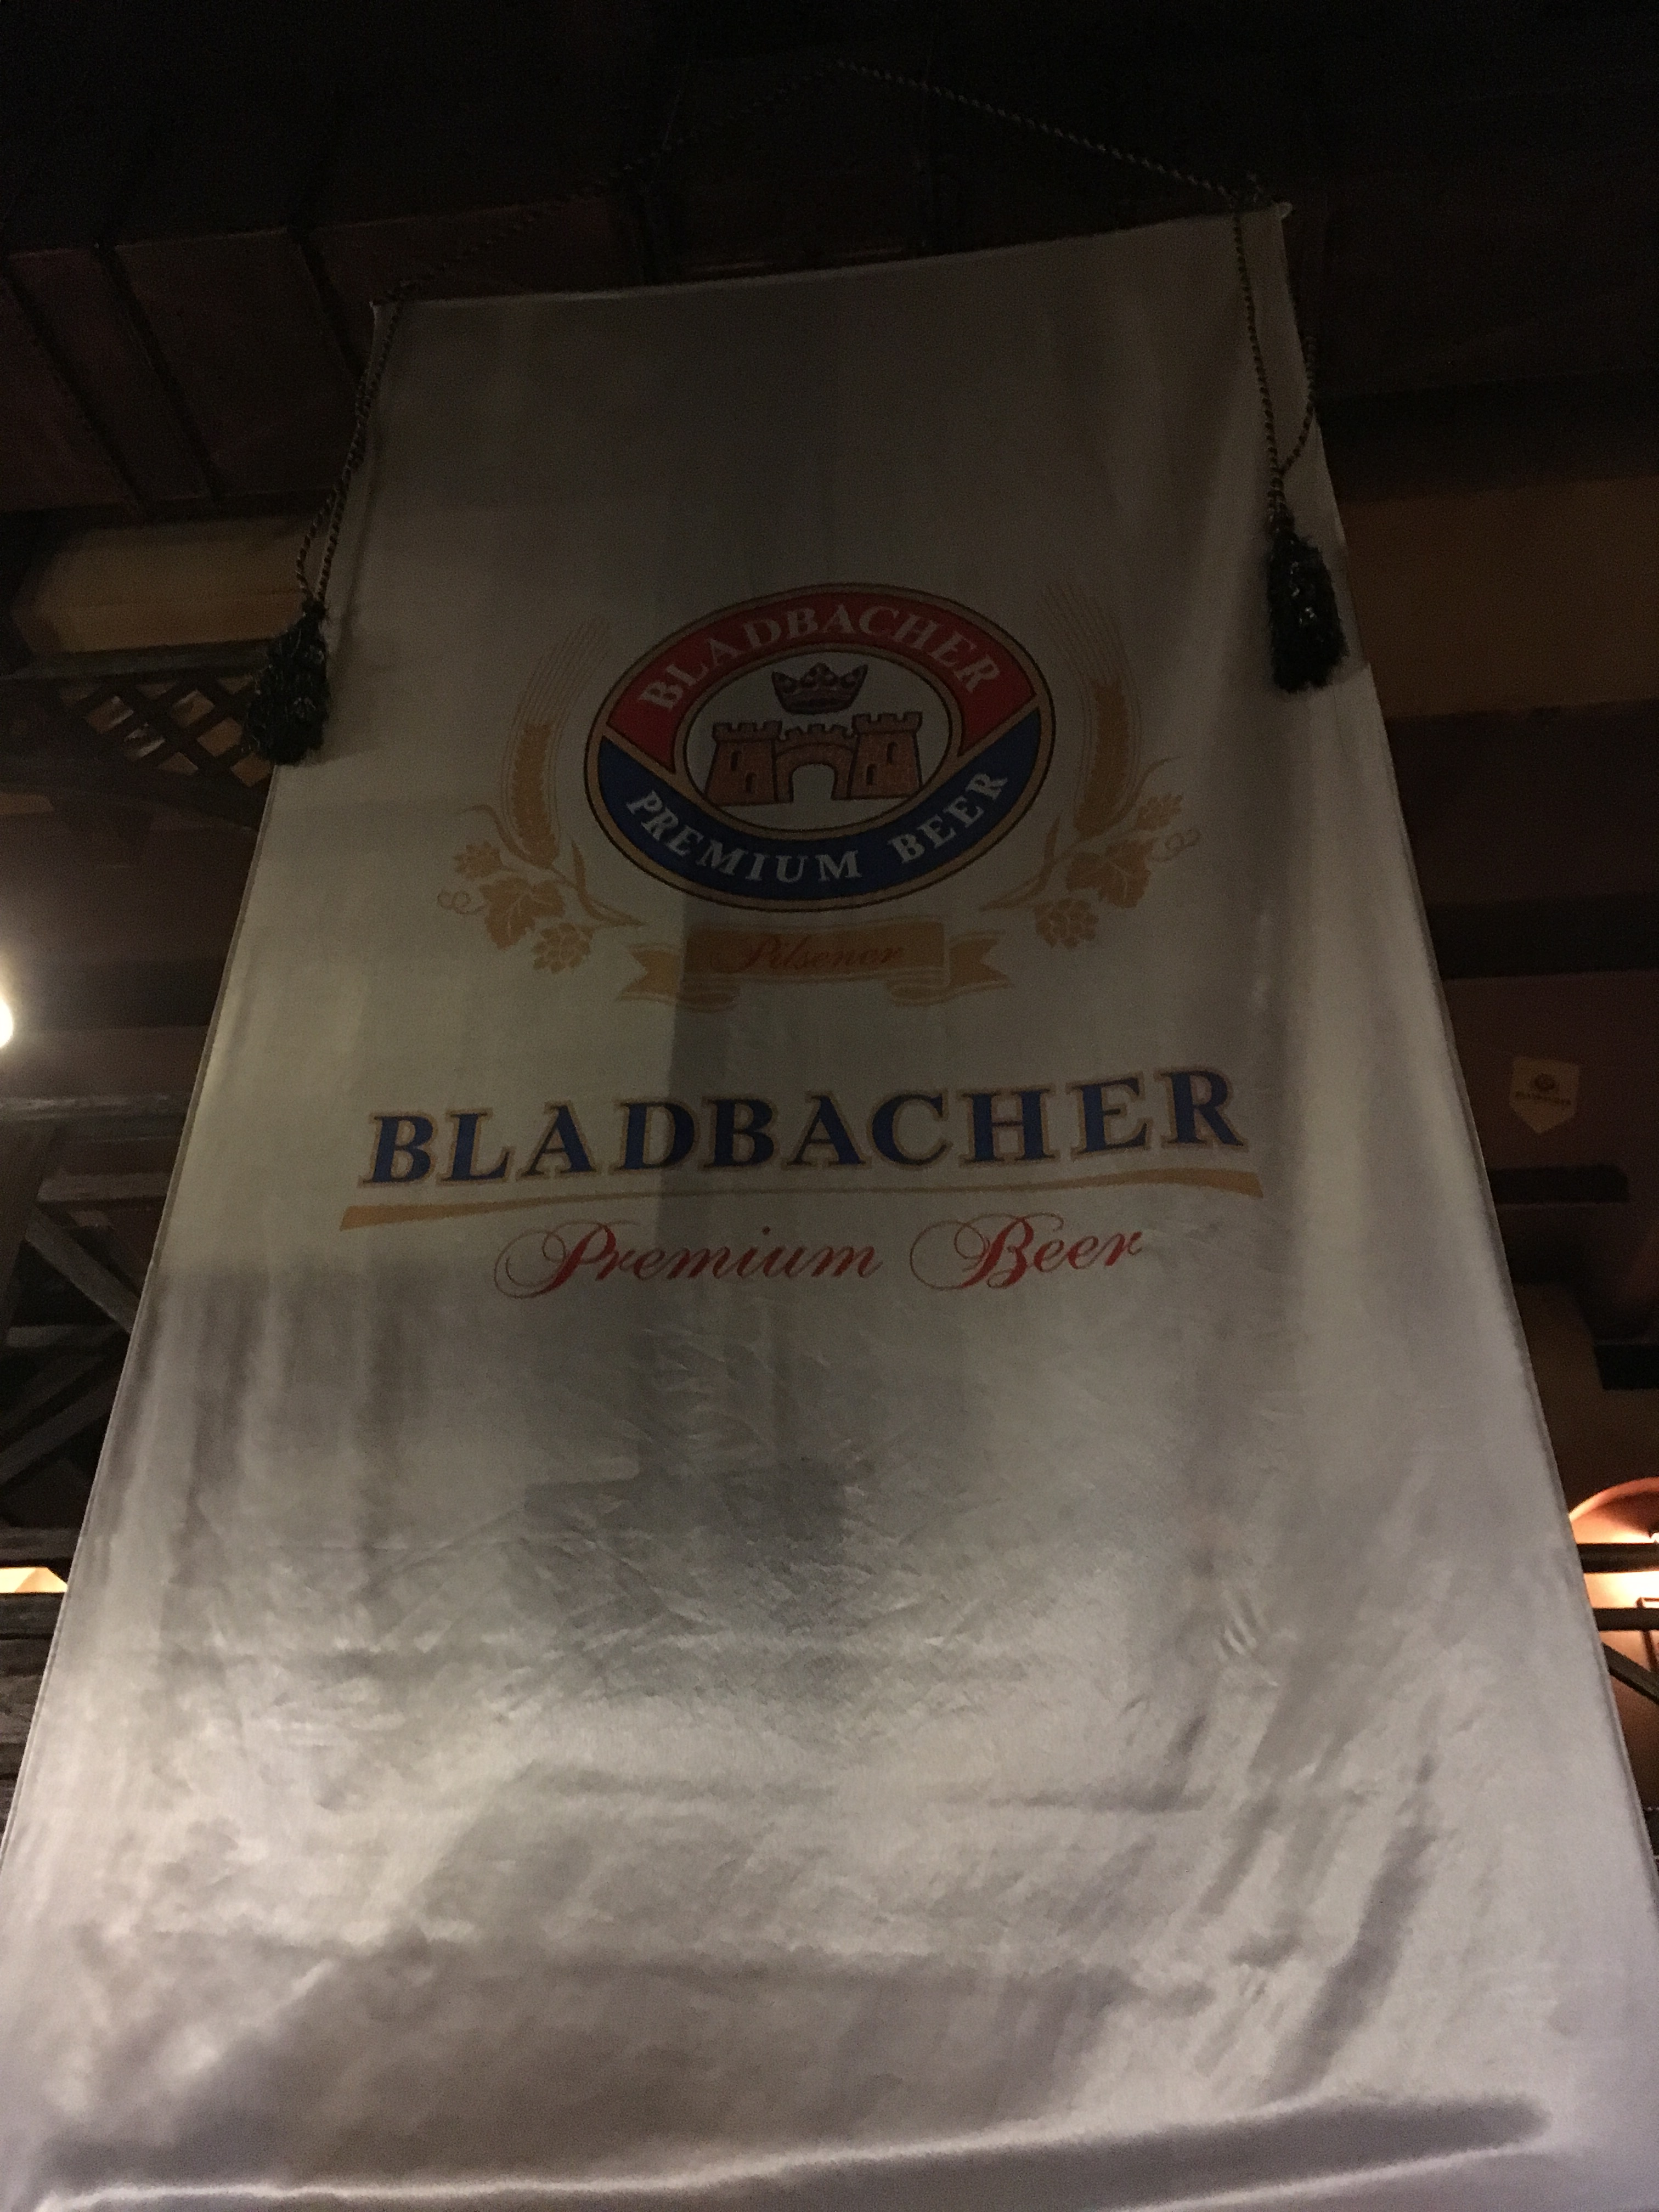 BLADBACHER
PREMIUM BEER
Pilsener
BLADBACHER
Premium Beer